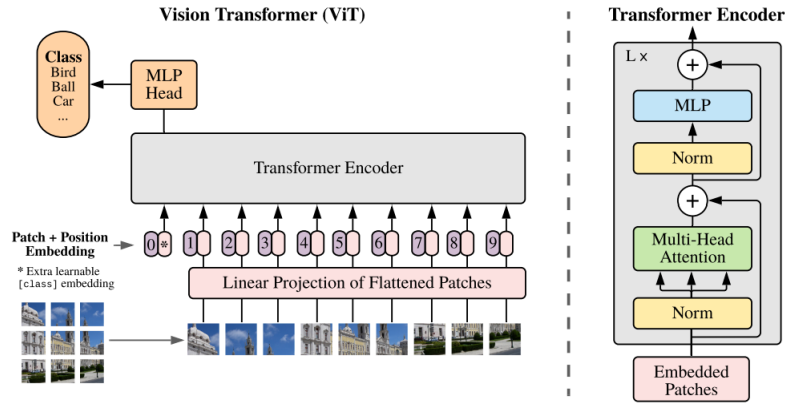 Vision Transformer (ViT)
Class
Bird
Ball
Car
...
MLP
Head
Transformer Encoder
Patch + Position
Embedding
* Extra learnable
[class] embedding
0 * 1 2 3 4 5 6 7 8 9
Linear Projection of Flattened Patches
Transformer Encoder
L x
+
MLP
Norm
+
Multi-Head
Attention
Norm
Embedded
Patches